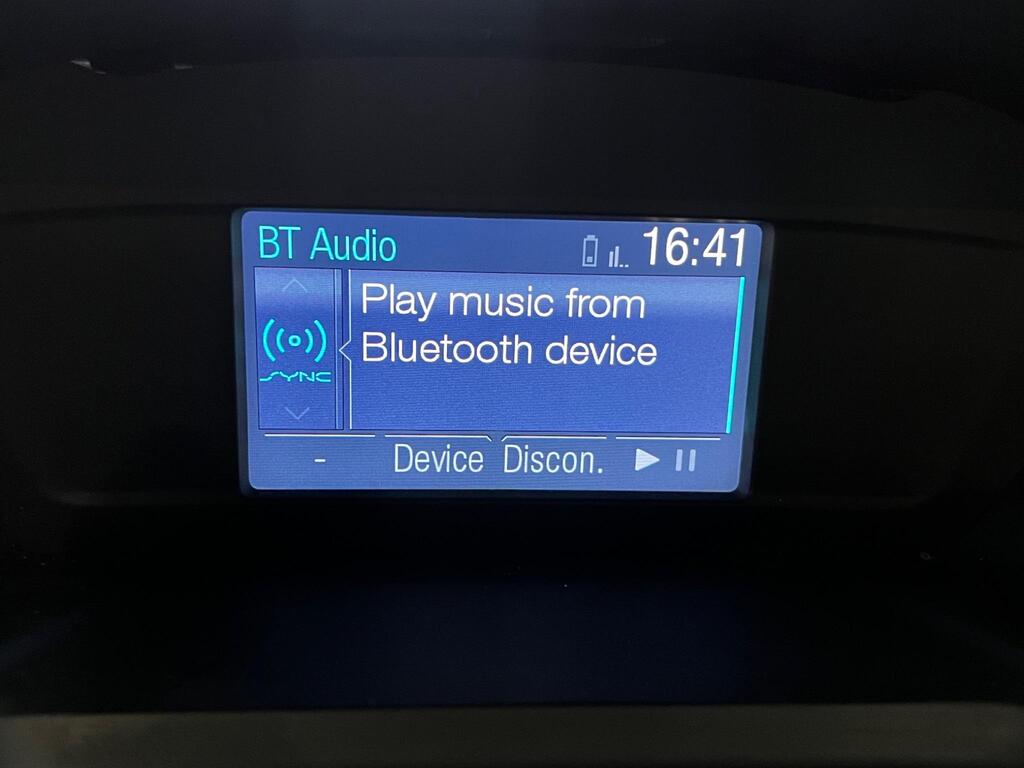 BT Audio
16:41
Play music from
Bluetooth device
SYNC
- Device Discon.